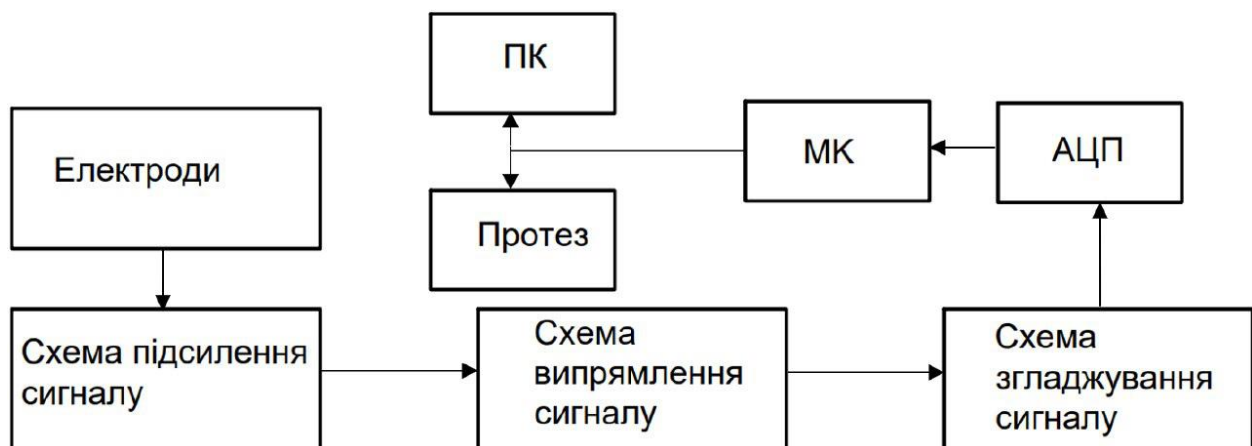 ПК
Електроди
МК
АЦП
Протез
Схема підсилення
сигналу
Схема
випрямлення
сигналу
Схема
згладжування
сигналу